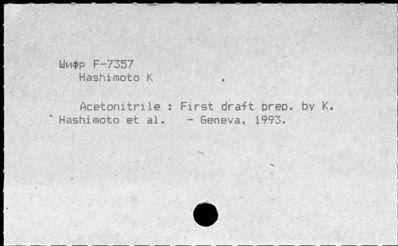 Шифр F-7357
Hashimoto K
Acetonitrile : First draft prep. by K.
Hashimoto et al. - Geneva, 1993.